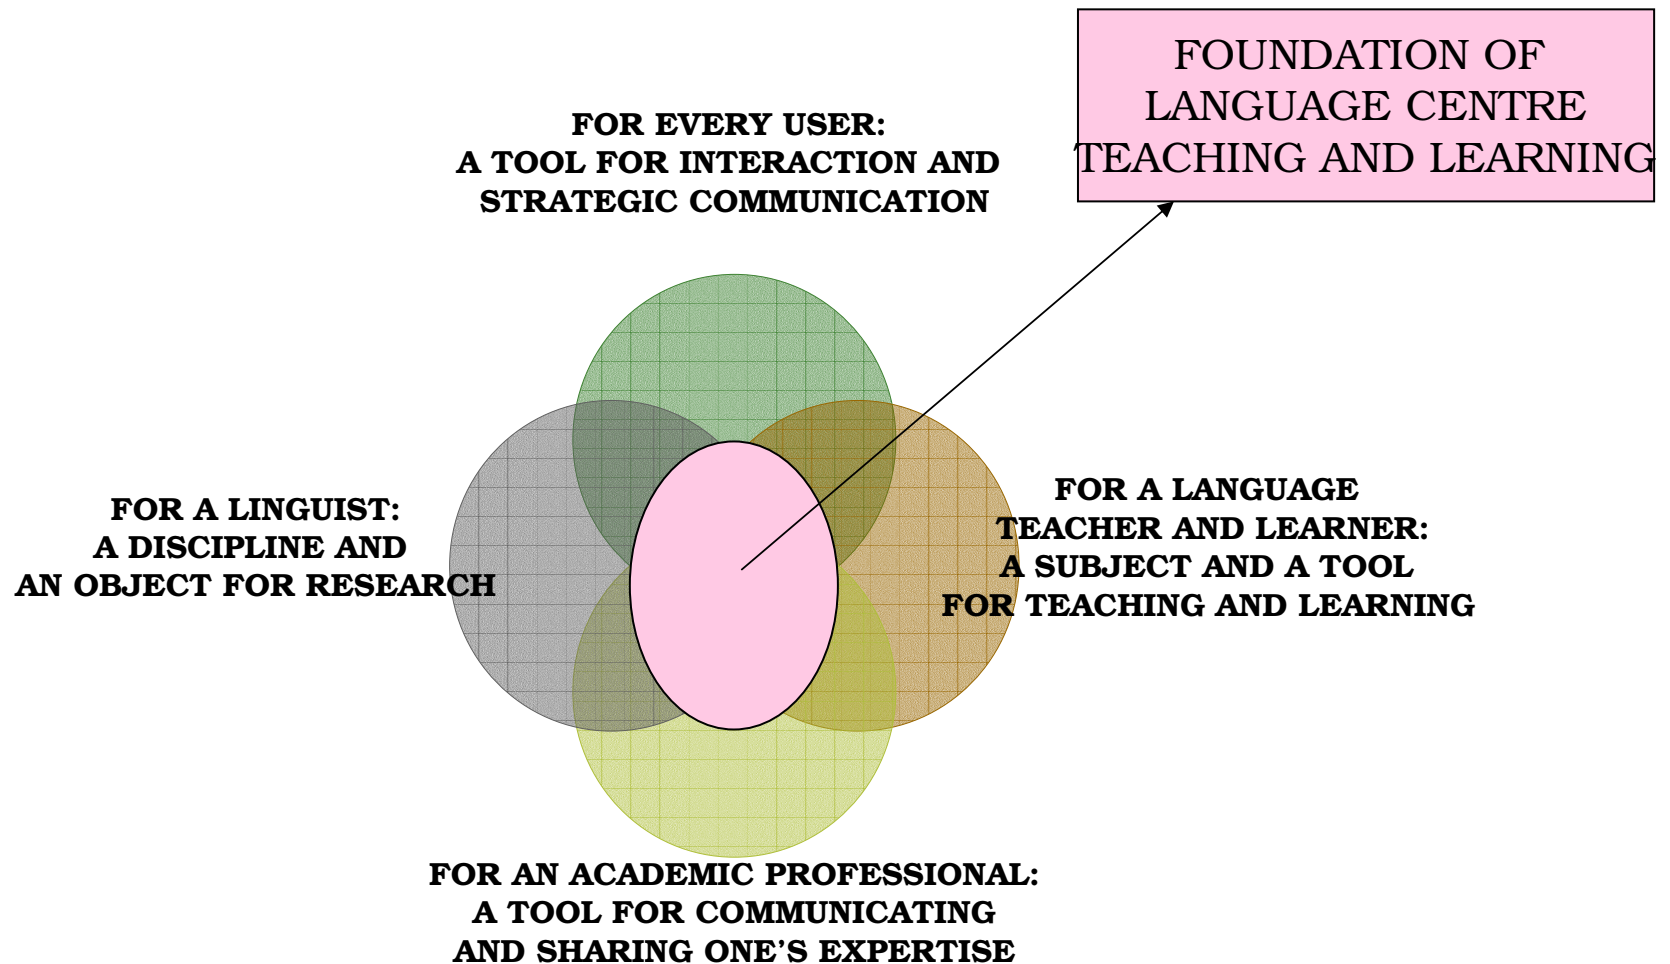 FOUNDATION OF
LANGUAGE CENTRE
TEACHING AND LEARNING
FOR EVERY USER:
A TOOL FOR INTERACTION AND
STRATEGIC COMMUNICATION
FOR A LINGUIST:
A DISCIPLINE AND
AN OBJECT FOR RESEARCH
FOR A LANGUAGE
TEACHER AND LEARNER:
A SUBJECT AND A TOOL
FOR TEACHING AND LEARNING
FOR AN ACADEMIC PROFESSIONAL:
A TOOL FOR COMMUNICATING
AND SHARING ONE’S EXPERTISE